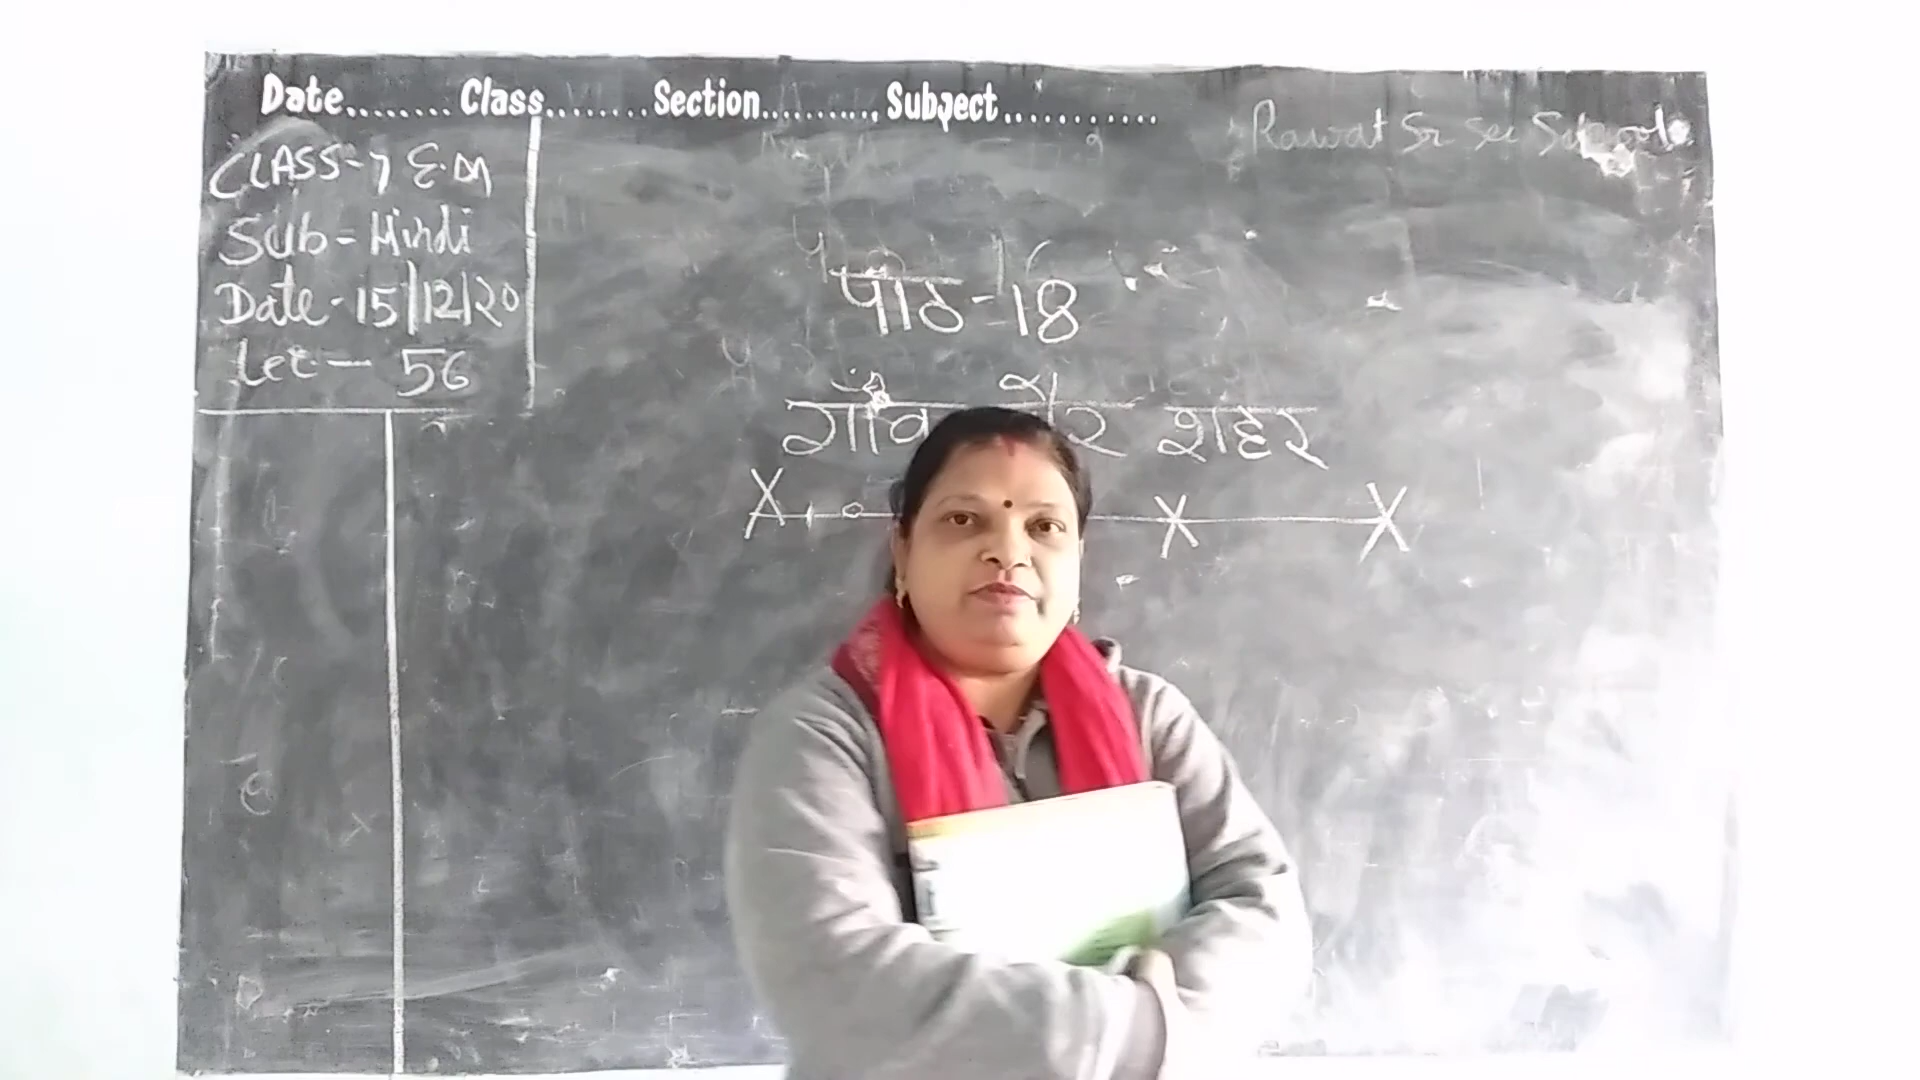 Date........ Class........ Section.........., Subject............
Rawat Sr Sec School
CLASS-7 E.M
Sub - Hindi
Date - 15/12/20
Lec - 56
पाठ-18
गाँव और शहर